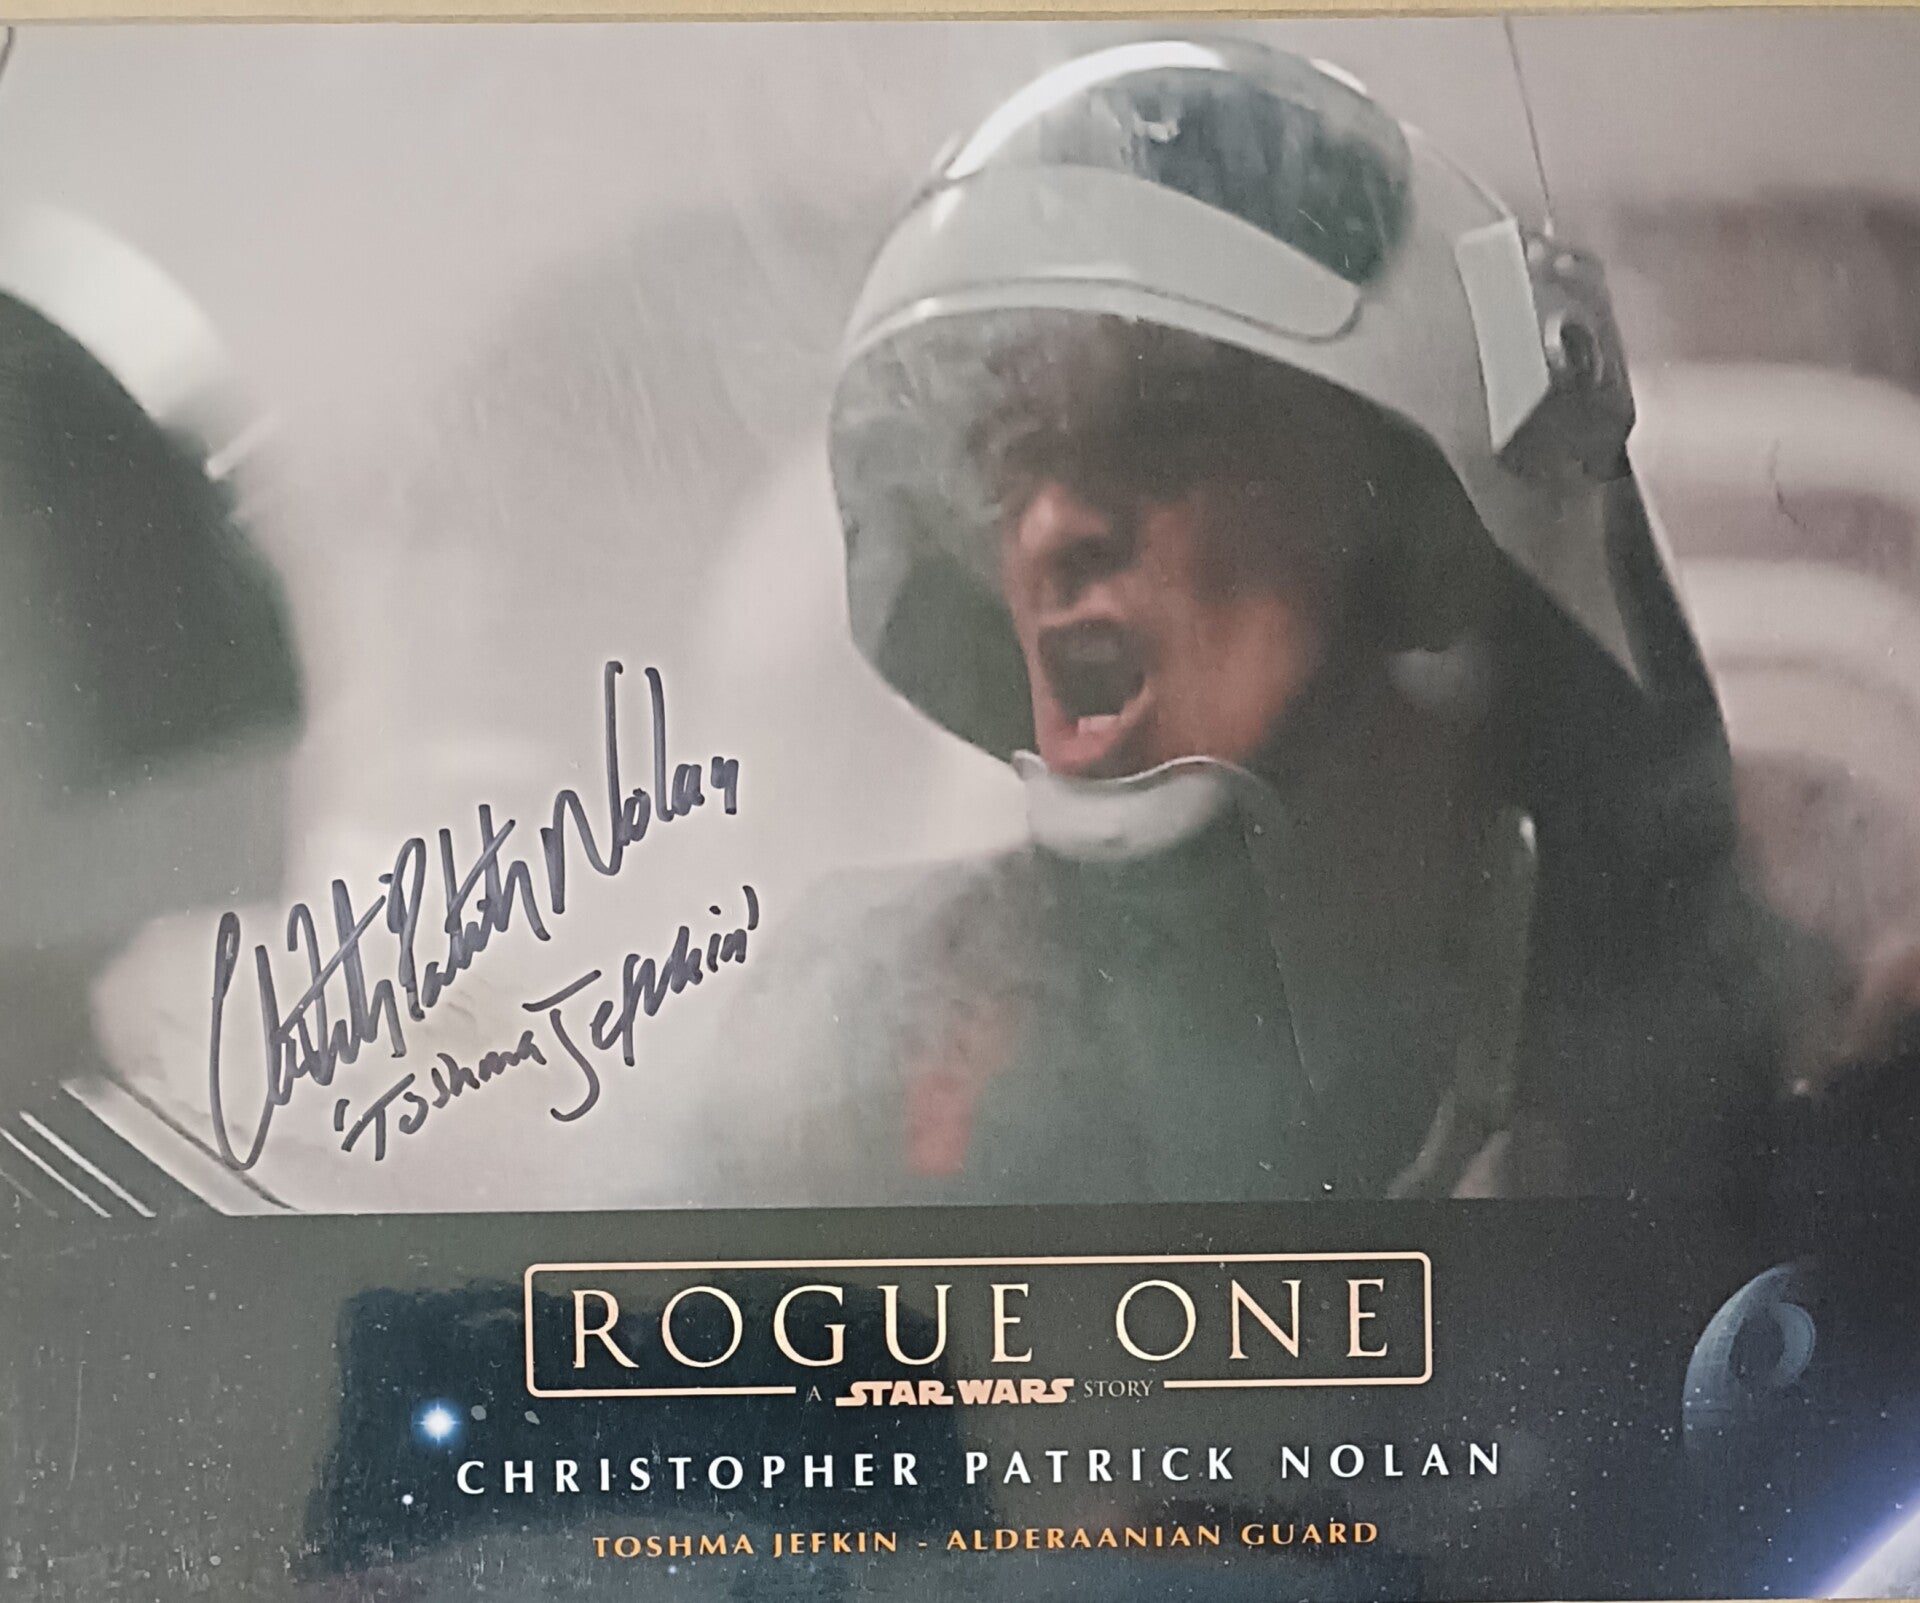 Christopher Patrick Nolan
'Toshma Jefkin'
ROGUE ONE
A STAR WARS STORY
CHRISTOPHER PATRICK NOLAN
TOSHMA JEFKIN - ALDERAANIAN GUARD